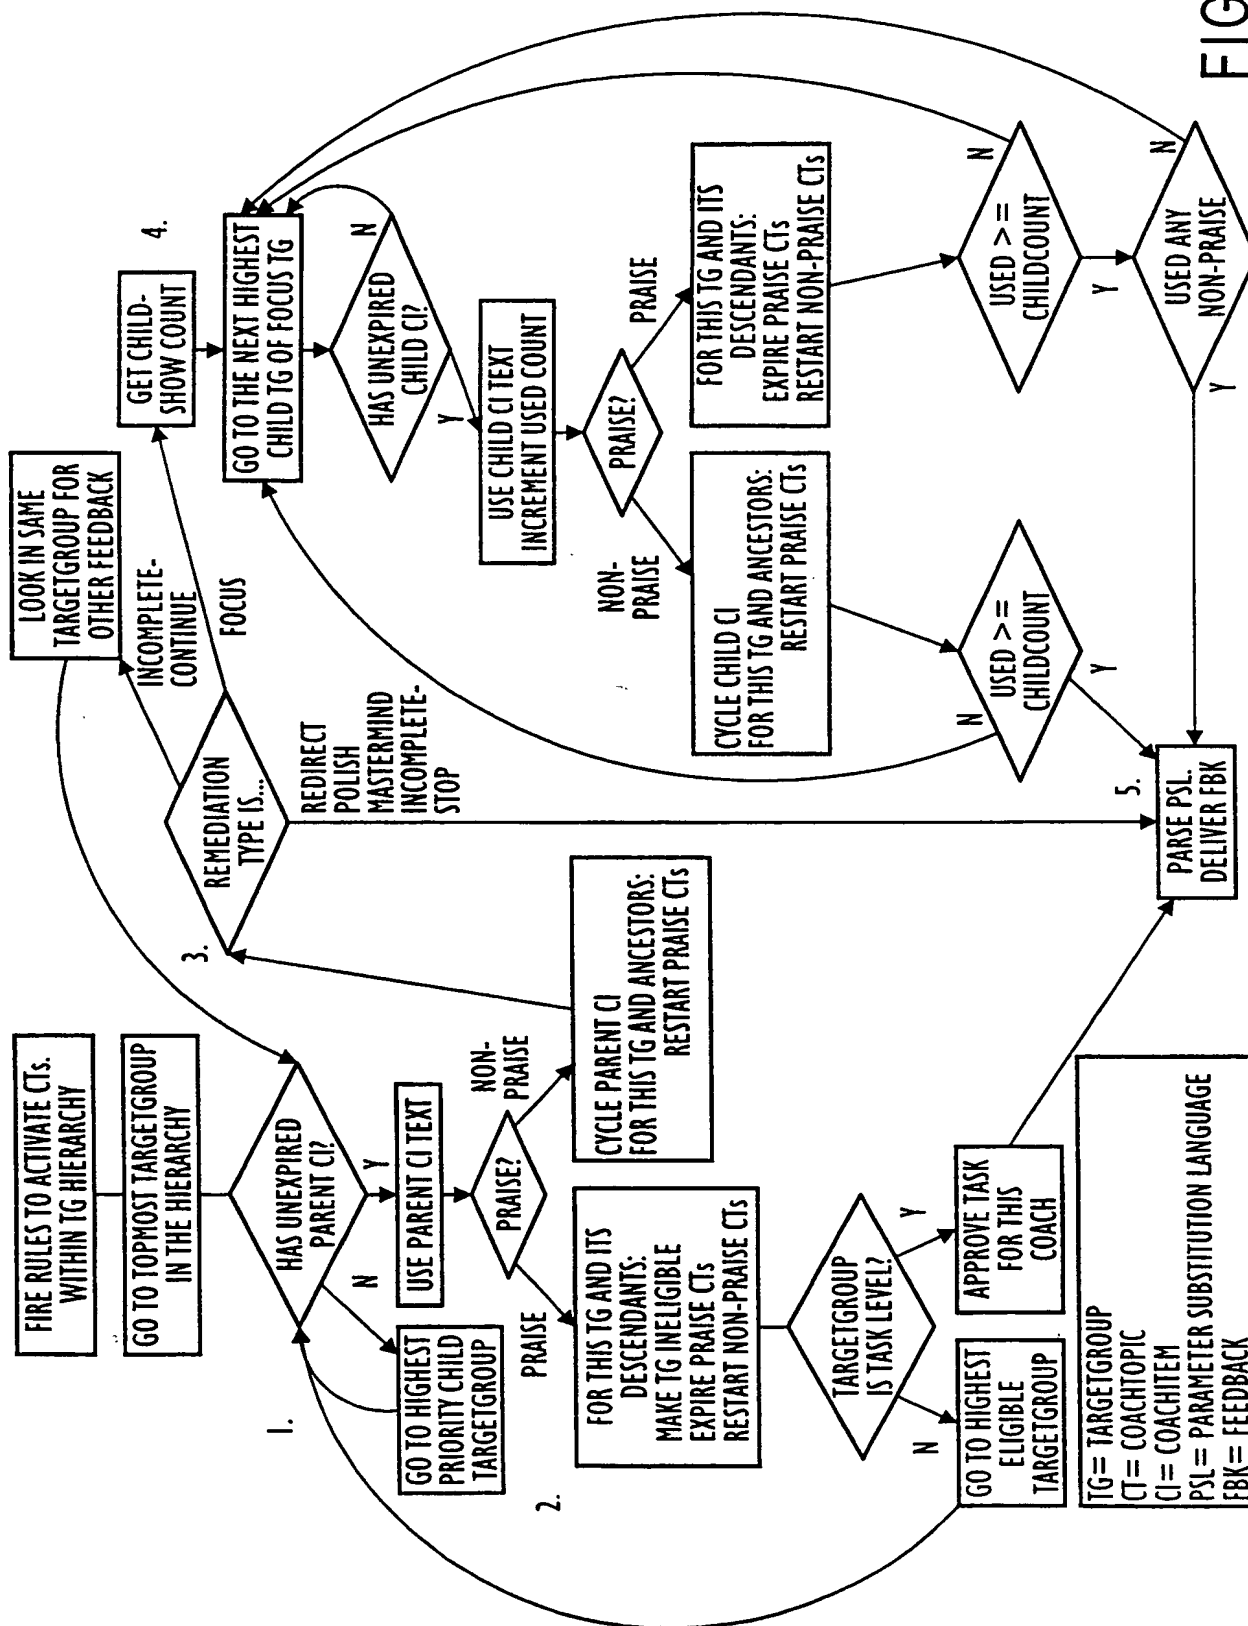 FIRE RULES TO ACTIVATE CTs.
WITHIN TG HIERARCHY
GO TO TOPMOST TARGETGROUP
IN THE HIERARCHY
1.
HAS UNEXPIRED
PARENT CI?
N
Y
GO TO HIGHEST
PRIORITY CHILD
TARGETGROUP
USE PARENT CI TEXT
PRAISE?
PRAISE
NON-
PRAISE
2.
FOR THIS TG AND ITS
DESCENDANTS:
MAKE TG INELIGIBLE
EXPIRE PRAISE CTs
RESTART NON-PRAISE CTs
CYCLE PARENT CI
FOR THIS TG AND ANCESTORS:
RESTART PRAISE CTs
TARGETGROUP
IS TASK LEVEL?
N
Y
GO TO HIGHEST
ELIGIBLE
TARGETGROUP
APPROVE TASK
FOR THIS
COACH
TG= TARGETGROUP
CT= COACHTOPIC
CI= COACHITEM
PSL= PARAMETER SUBSTITUTION LANGUAGE
FBK= FEEDBACK
3.
REMEDIATION
TYPE IS...
LOOK IN SAME
TARGETGROUP FOR
OTHER FEEDBACK
INCOMPLETE-
CONTINUE
FOCUS
REDIRECT
POLISH
MASTERMIND
INCOMPLETE-
STOP
4.
GET CHILD-
SHOW COUNT
GO TO THE NEXT HIGHEST
CHILD TG OF FOCUS TG
HAS UNEXPIRED
CHILD CI?
N
Y
USE CHILD CI TEXT
INCREMENT USED COUNT
PRAISE?
NON-
PRAISE
PRAISE
CYCLE CHILD CI
FOR THIS TG AND ANCESTORS:
RESTART PRAISE CTs
FOR THIS TG AND ITS
DESCENDANTS:
EXPIRE PRAISE CTs
RESTART NON-PRAISE CTs
USED >=
CHILDCOUNT
N
Y
USED >=
CHILDCOUNT
N
Y
USED ANY
NON-PRAISE
N
Y
5.
PARSE PSL.
DELIVER FBK
FIG